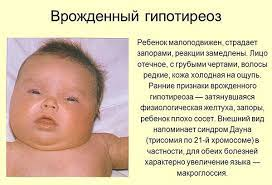 Врожденный гипотиреоз
Ребенок малоподвижен, страдает
запорами, реакции замедлены. Лицо
отечное, с грубыми чертами, волосы
редкие, кожа холодная на ощупь.
Ранние признаки врожденного
гипотиреоза – затянувшаяся
физиологическая желтуха, запоры,
ребенок плохо сосет. Внешний вид
напоминает синдром Дауна
(трисомия по 21-й хромосоме) в
частности, для обеих болезней
характерно увеличение языка –
макроглоссия.